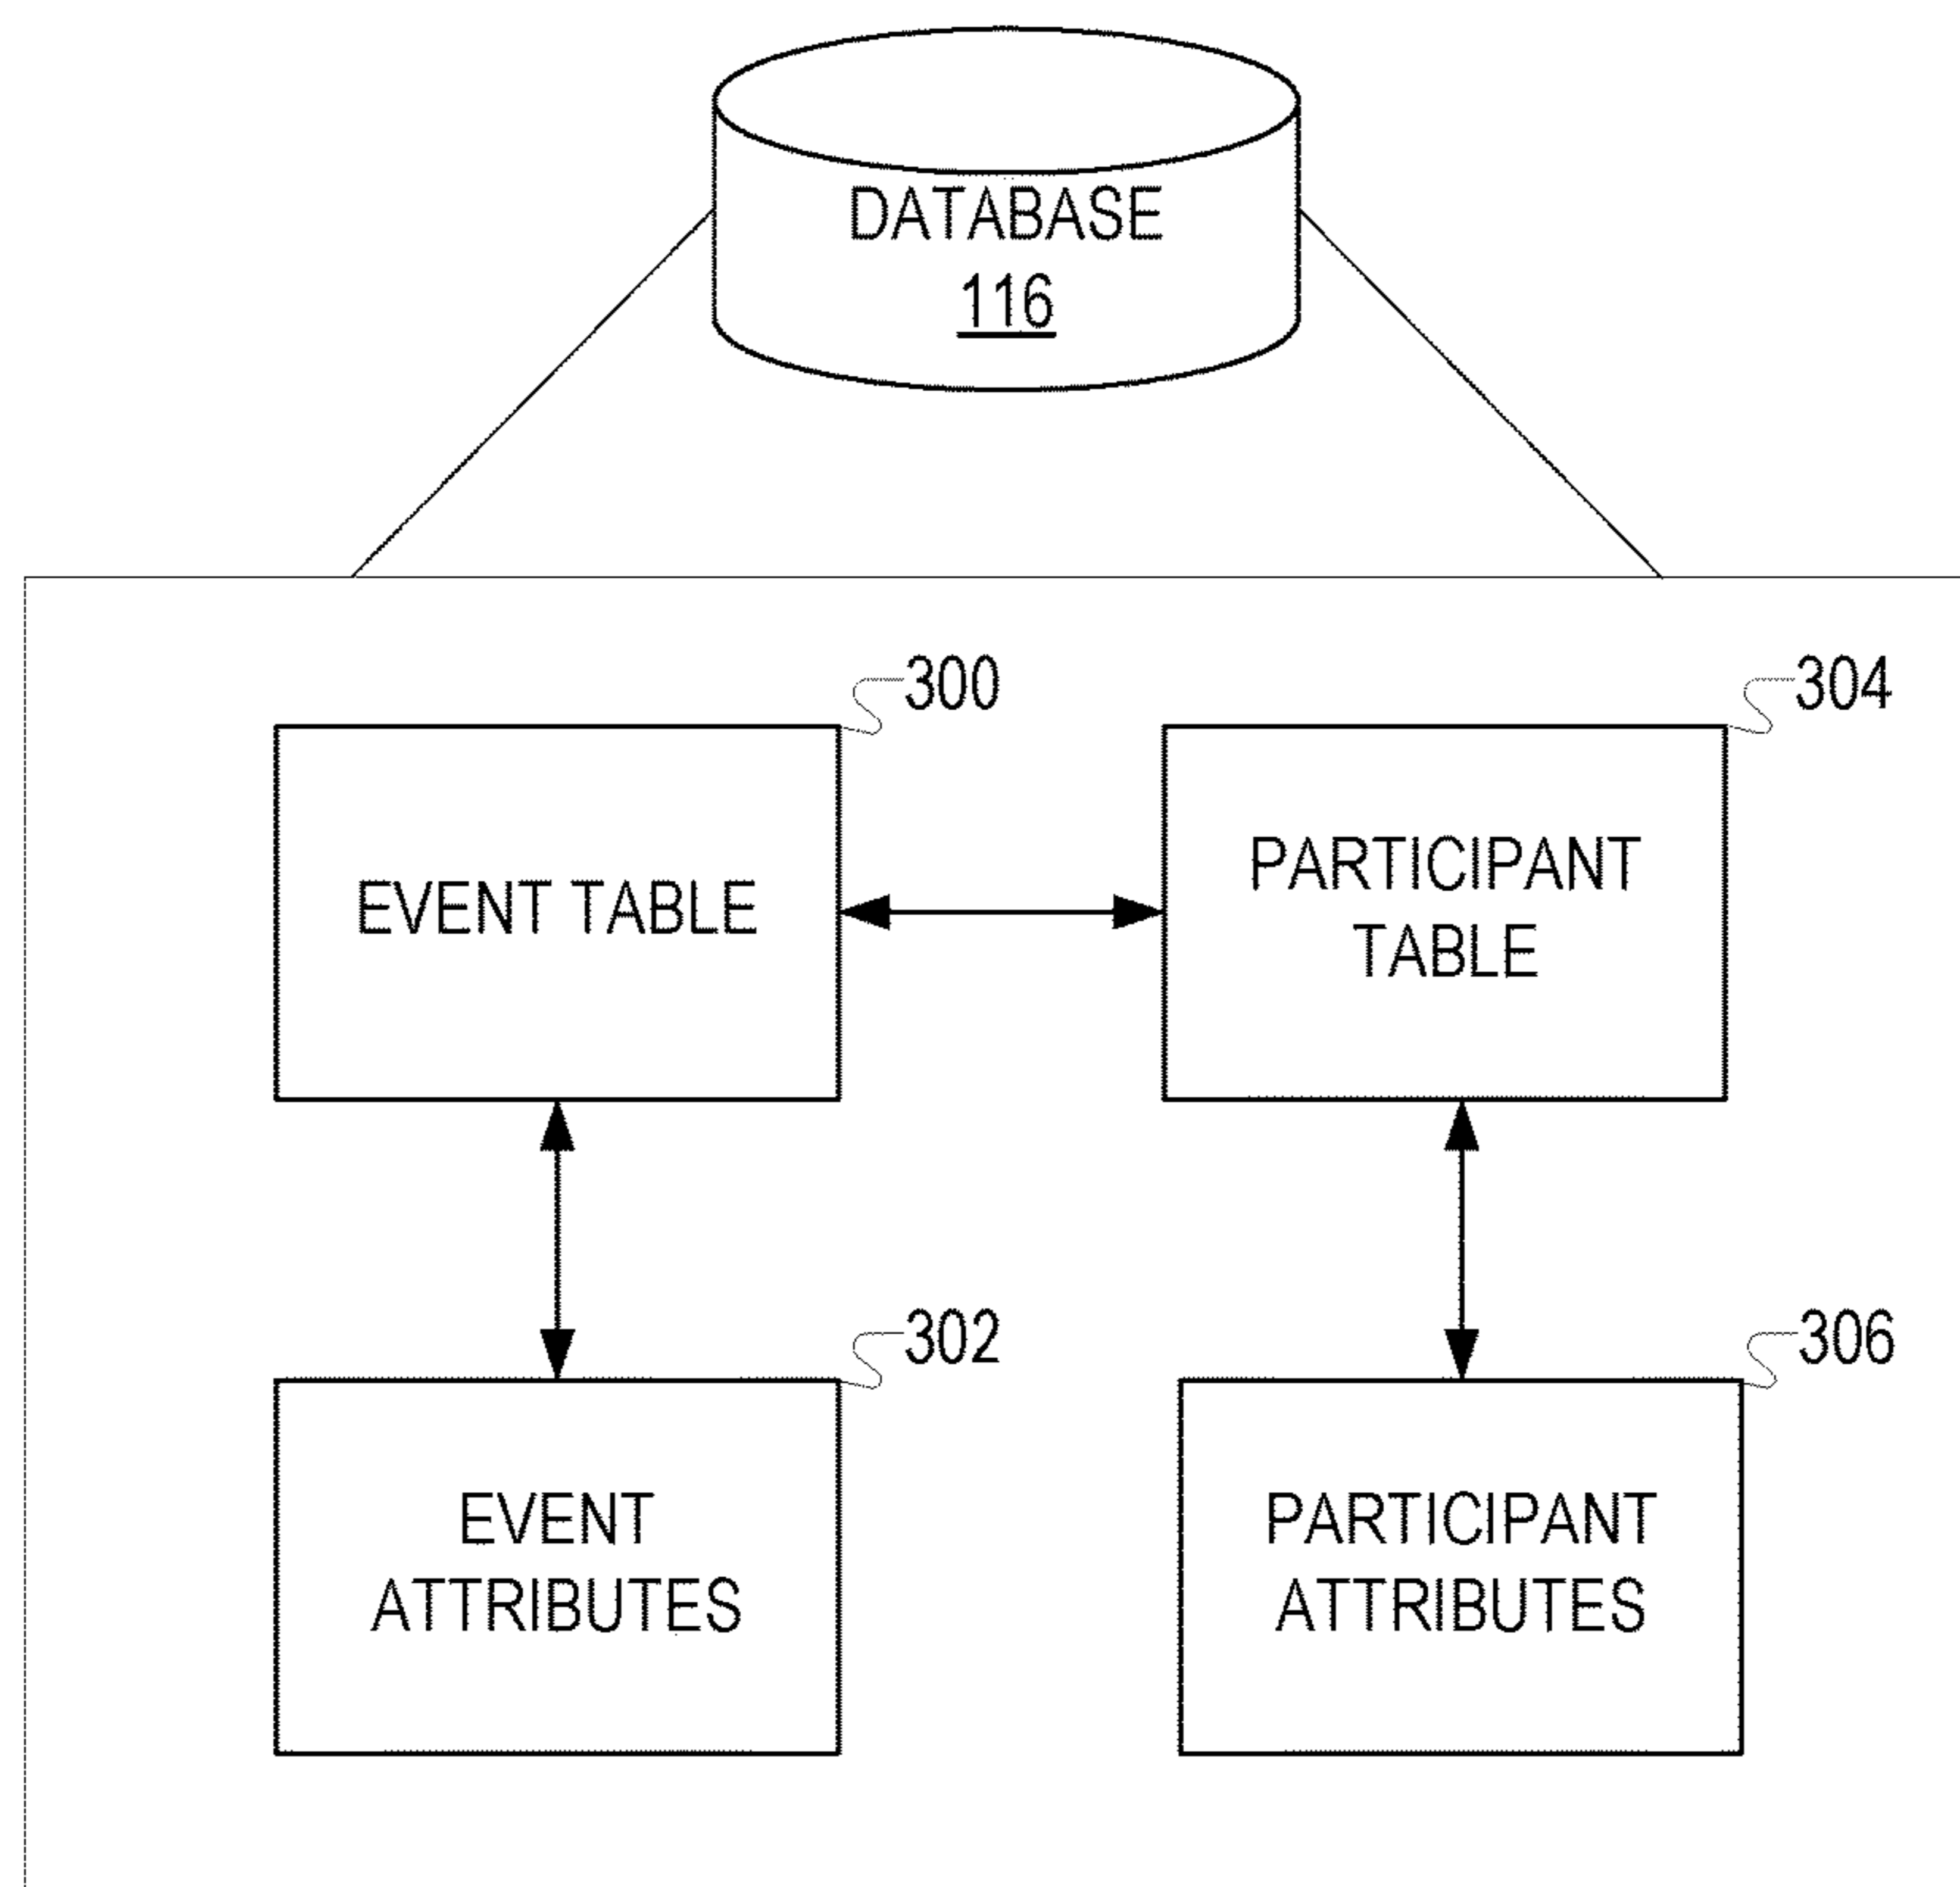 DATABASE
116
300
304
EVENT TABLE
PARTICIPANT
TABLE
302
306
EVENT
ATTRIBUTES
PARTICIPANT
ATTRIBUTES